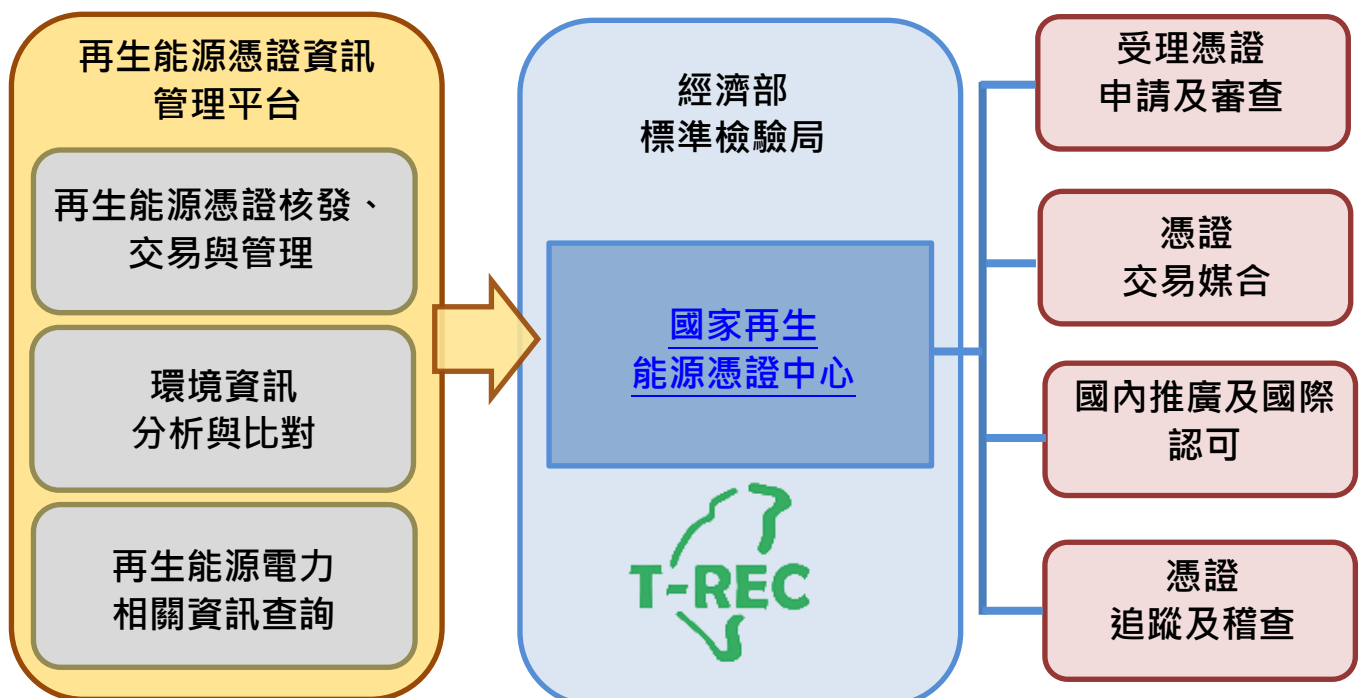 再生能源憑證資訊
管理平台
再生能源憑證核發、
交易與管理
環境資訊
分析與比對
再生能源電力
相關資訊查詢
經濟部
標準檢驗局
國家再生
能源憑證中心
T-REC
受理憑證
申請及審查
憑證
交易媒合
國內推廣及國際
認可
憑證
追蹤及稽查